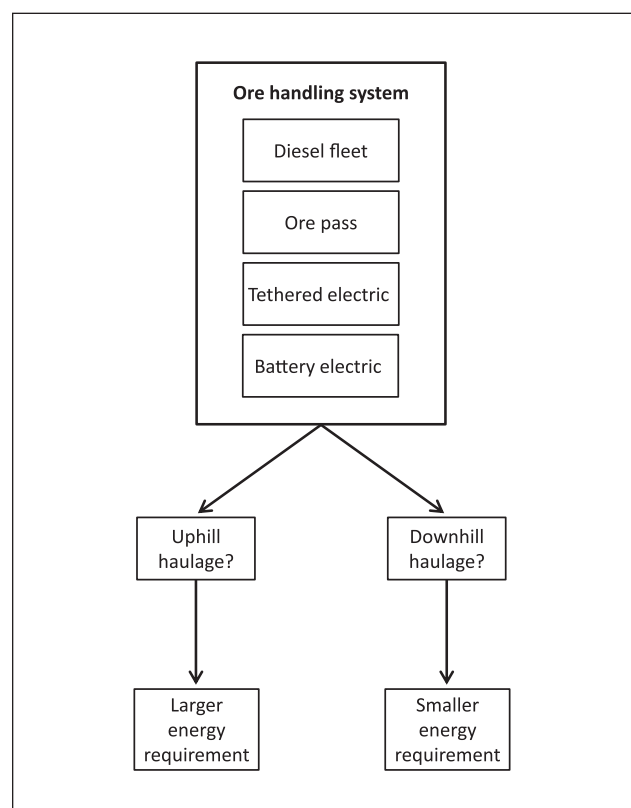 Ore handling system
Diesel fleet
Ore pass
Tethered electric
Battery electric
Uphill
haulage?
Downhill
haulage?
Larger
energy
requirement
Smaller
energy
requirement